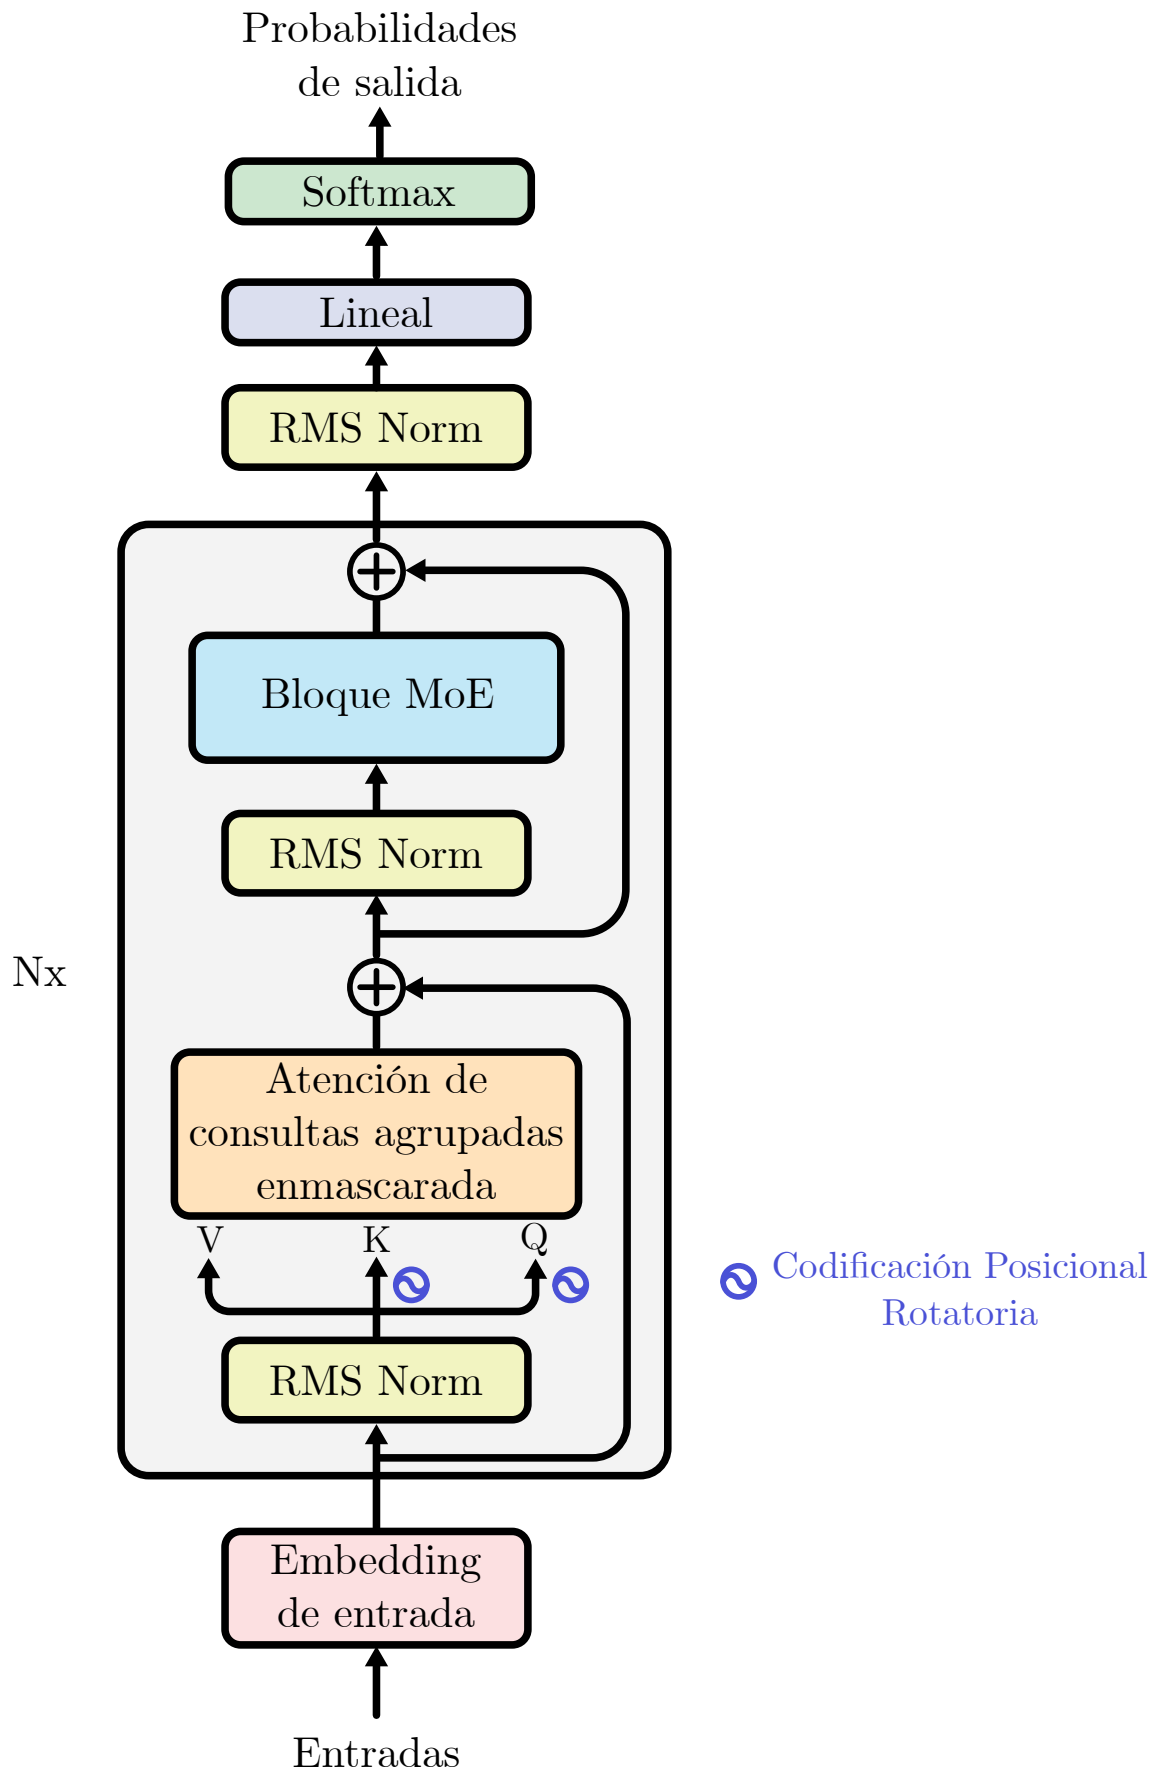 Probabilidades
de salida
Softmax
Lineal
RMS Norm
Bloque MoE
RMS Norm
Nx
Atención de
consultas agrupadas
enmascarada
V
K
Q
Codificación Posicional
Rotatoria
RMS Norm
Embedding
de entrada
Entradas